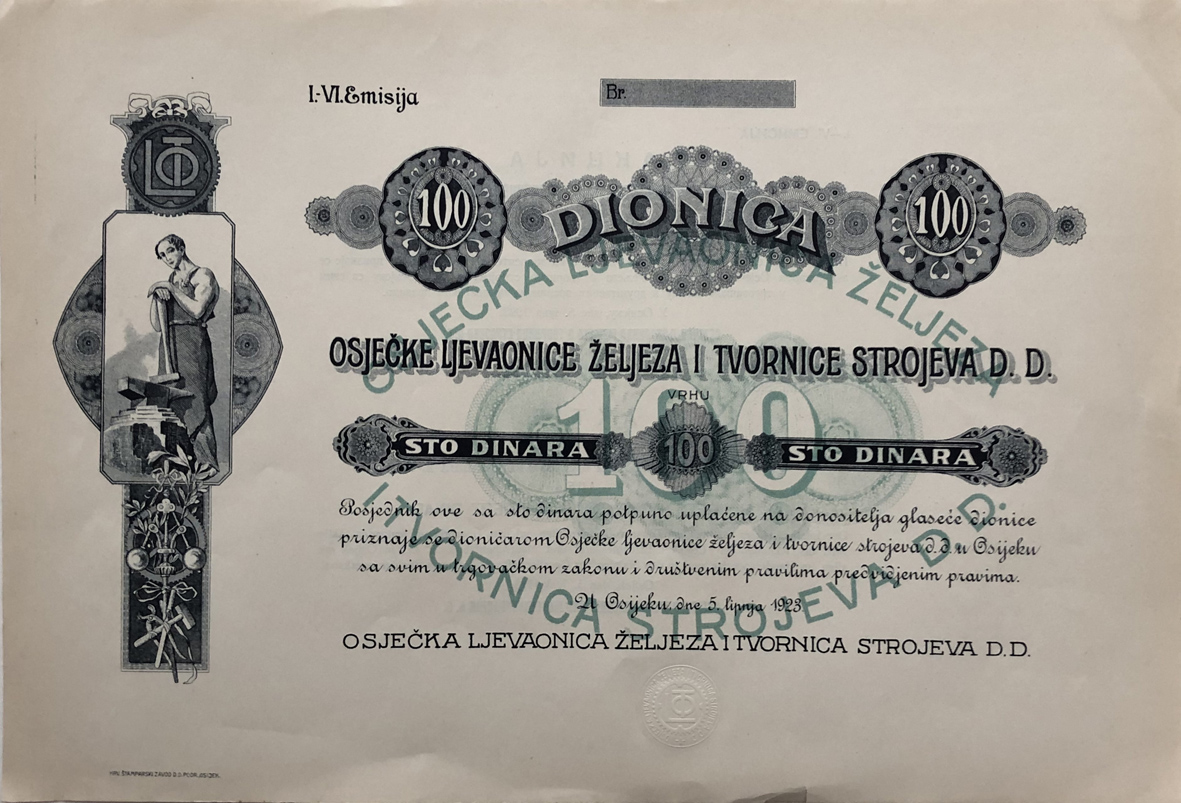 I.-VI. Emisija
Br.
100 DIONICA 100
OSJEČKA LJEVAONICA ŽELJEZA
OSJEČKE LJEVAONICE ŽELJEZA I TVORNICE STROJEVA D. D.
VRHU
100
STO DINARA 100 STO DINARA
Posjednik ove sa sto dinara potpuno uplaćene na donositelja glaseće dionice
priznaje se dioničarom Osječke ljevaonice željeza i tvornice strojeva d. d. u Osijeku
sa svim u trgovačkom zakonu i društvenim pravilima predvidjenim pravima.
I TVORNICA STROJEVA D. D.
U Osijeku, dne 5. lipnja 1923
OSJEČKA LJEVAONICA ŽELJEZA I TVORNICA STROJEVA D.D.